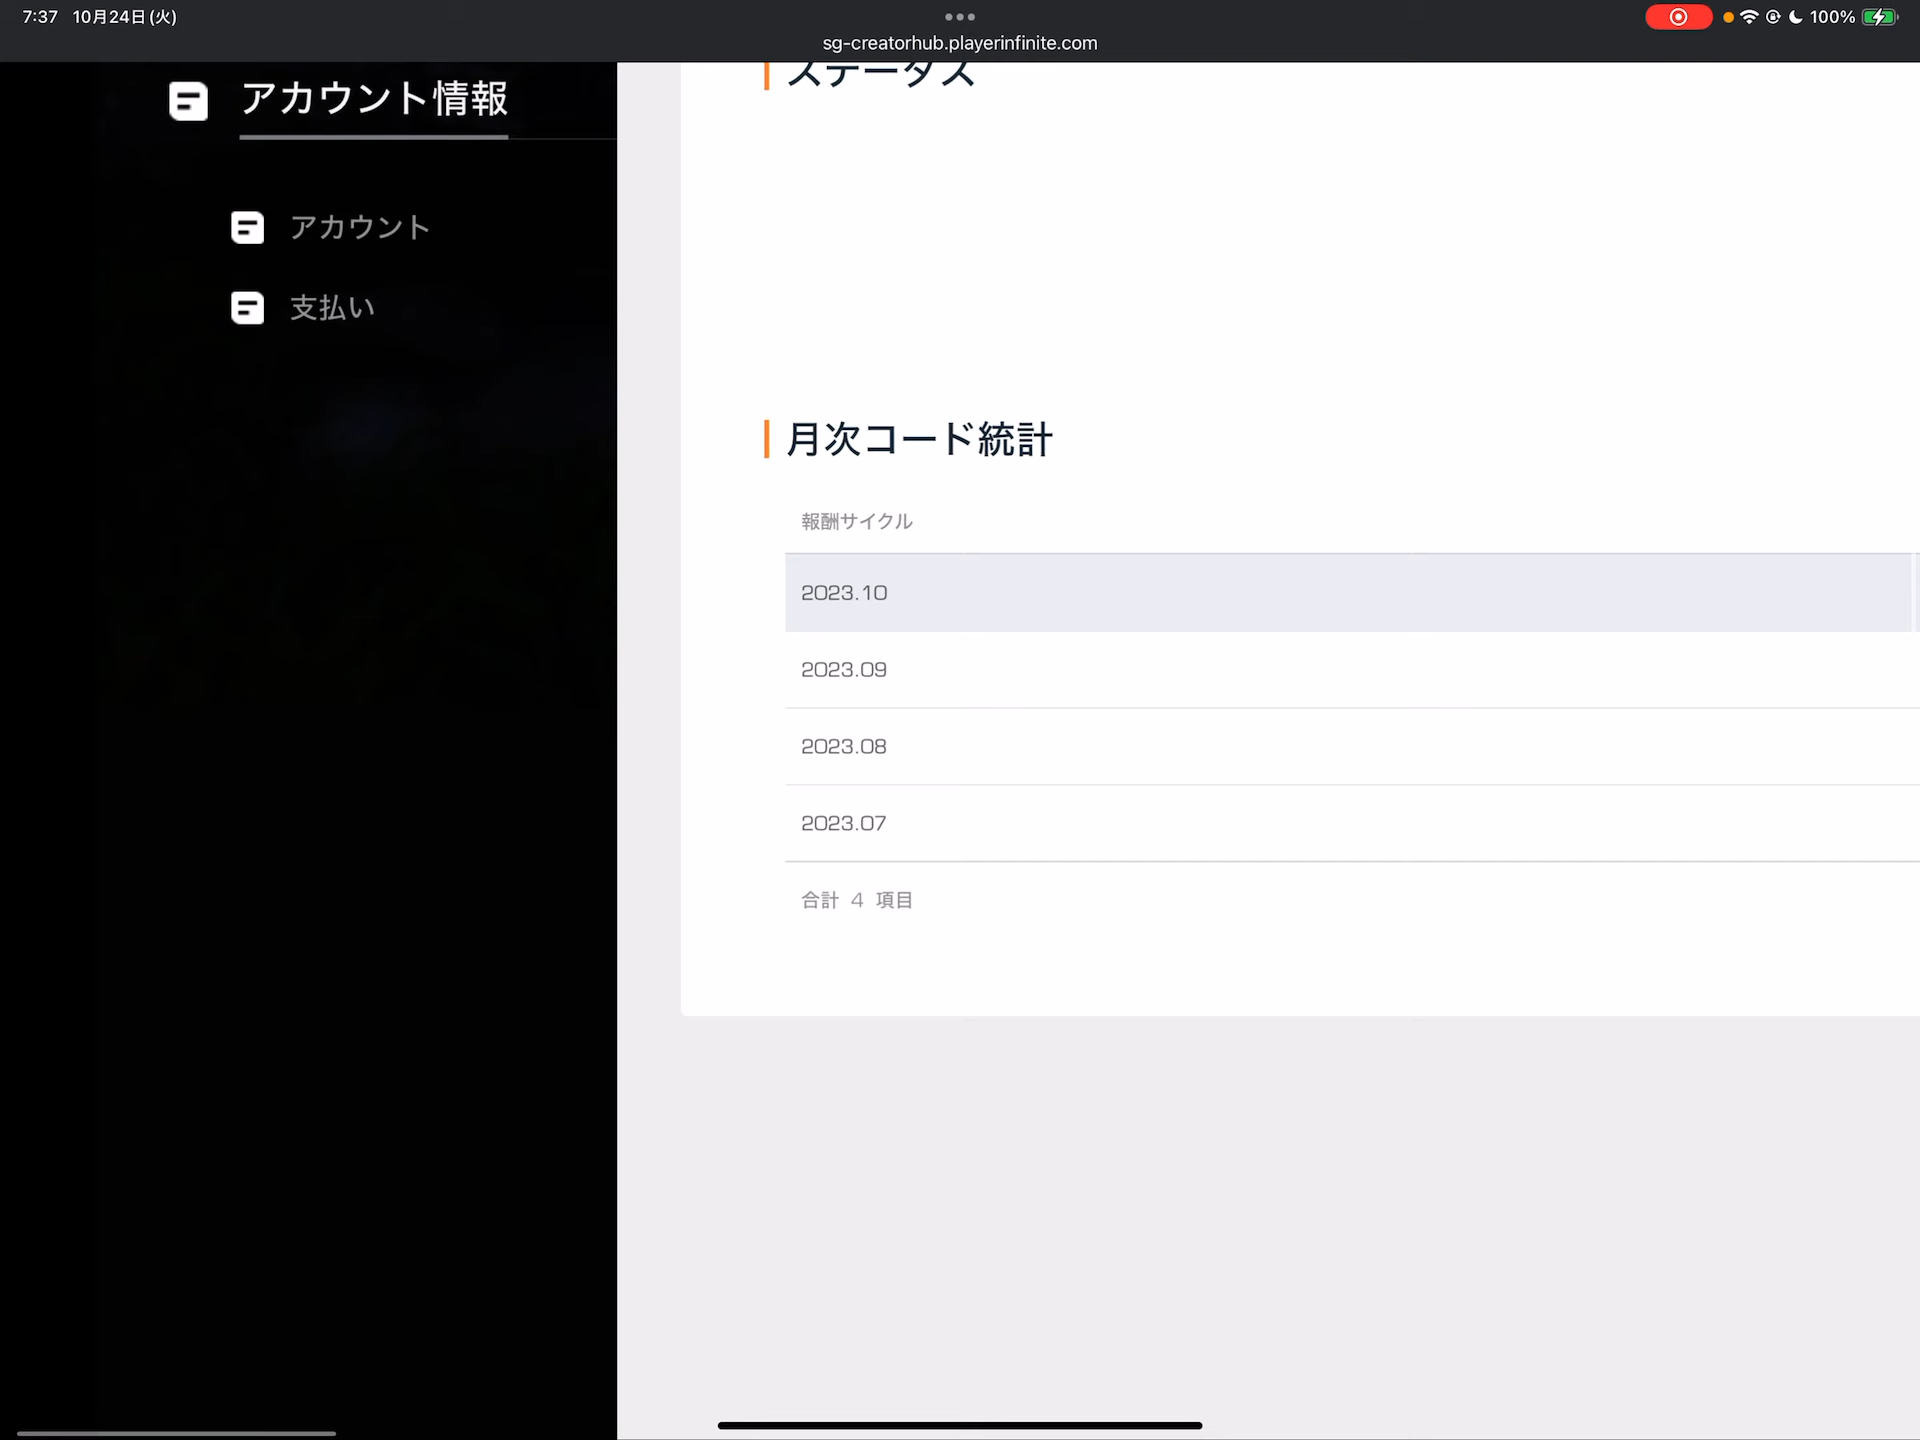 7:37 10月24日(火)
100%
sg-creatorhub.playerinfinite.com
アカウント情報
アカウント
支払い
ステータス
月次コード統計
報酬サイクル
2023.10
2023.09
2023.08
2023.07
合計 4 項目